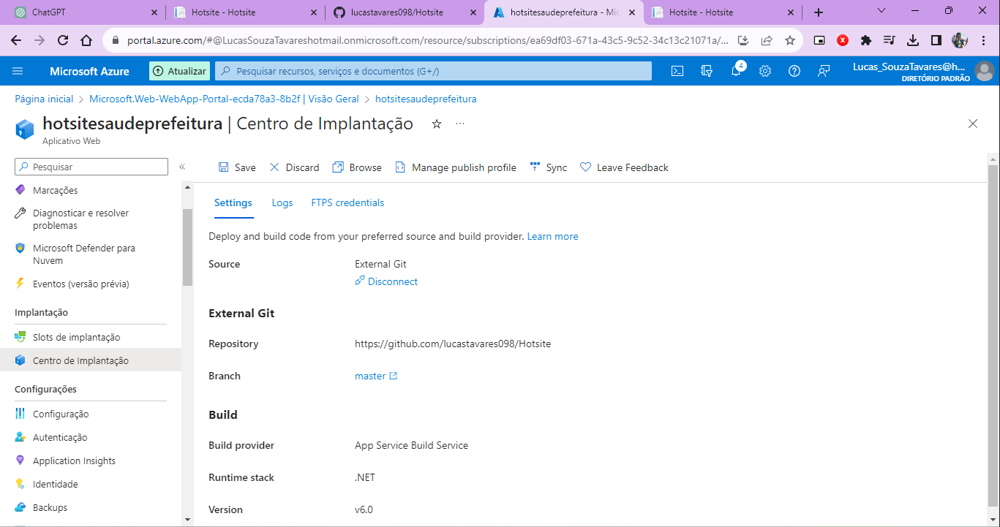 ChatGPT
Hotsite - Hotsite
lucastavares098/Hotsite
hotsitesaudeprefeitura - Mic
Hotsite - Hotsite
portal.azure.com/#@LucasSouzaTavareshotmail.onmicrosoft.com/resource/subscriptions/ea69df03-671a-43c5-9c52-34c13c21071a/...
Microsoft Azure
Atualizar
Pesquisar recursos, serviços e documentos (G+/)
4
Lucas_SouzaTavares@h...
DIRETÓRIO PADRÃO
Página inicial > Microsoft.Web-WebApp-Portal-ecda78a3-8b2f | Visão Geral > hotsitesaudeprefeitura
hotsitesaudeprefeitura | Centro de Implantação
Aplicativo Web
Pesquisar
Marcações
Diagnosticar e resolver
problemas
Microsoft Defender para
Nuvem
Eventos (versão prévia)
Implantação
Slots de implantação
Centro de Implantação
Configurações
Configuração
Autenticação
Application Insights
Identidade
Backups
Save
Discard
Browse
Manage publish profile
Sync
Leave Feedback
Settings
Logs
FTPS credentials
Deploy and build code from your preferred source and build provider. Learn more
Source
External Git
Disconnect
External Git
Repository
https://github.com/lucastavares098/Hotsite
Branch
master
Build
Build provider
App Service Build Service
Runtime stack
.NET
Version
v6.0